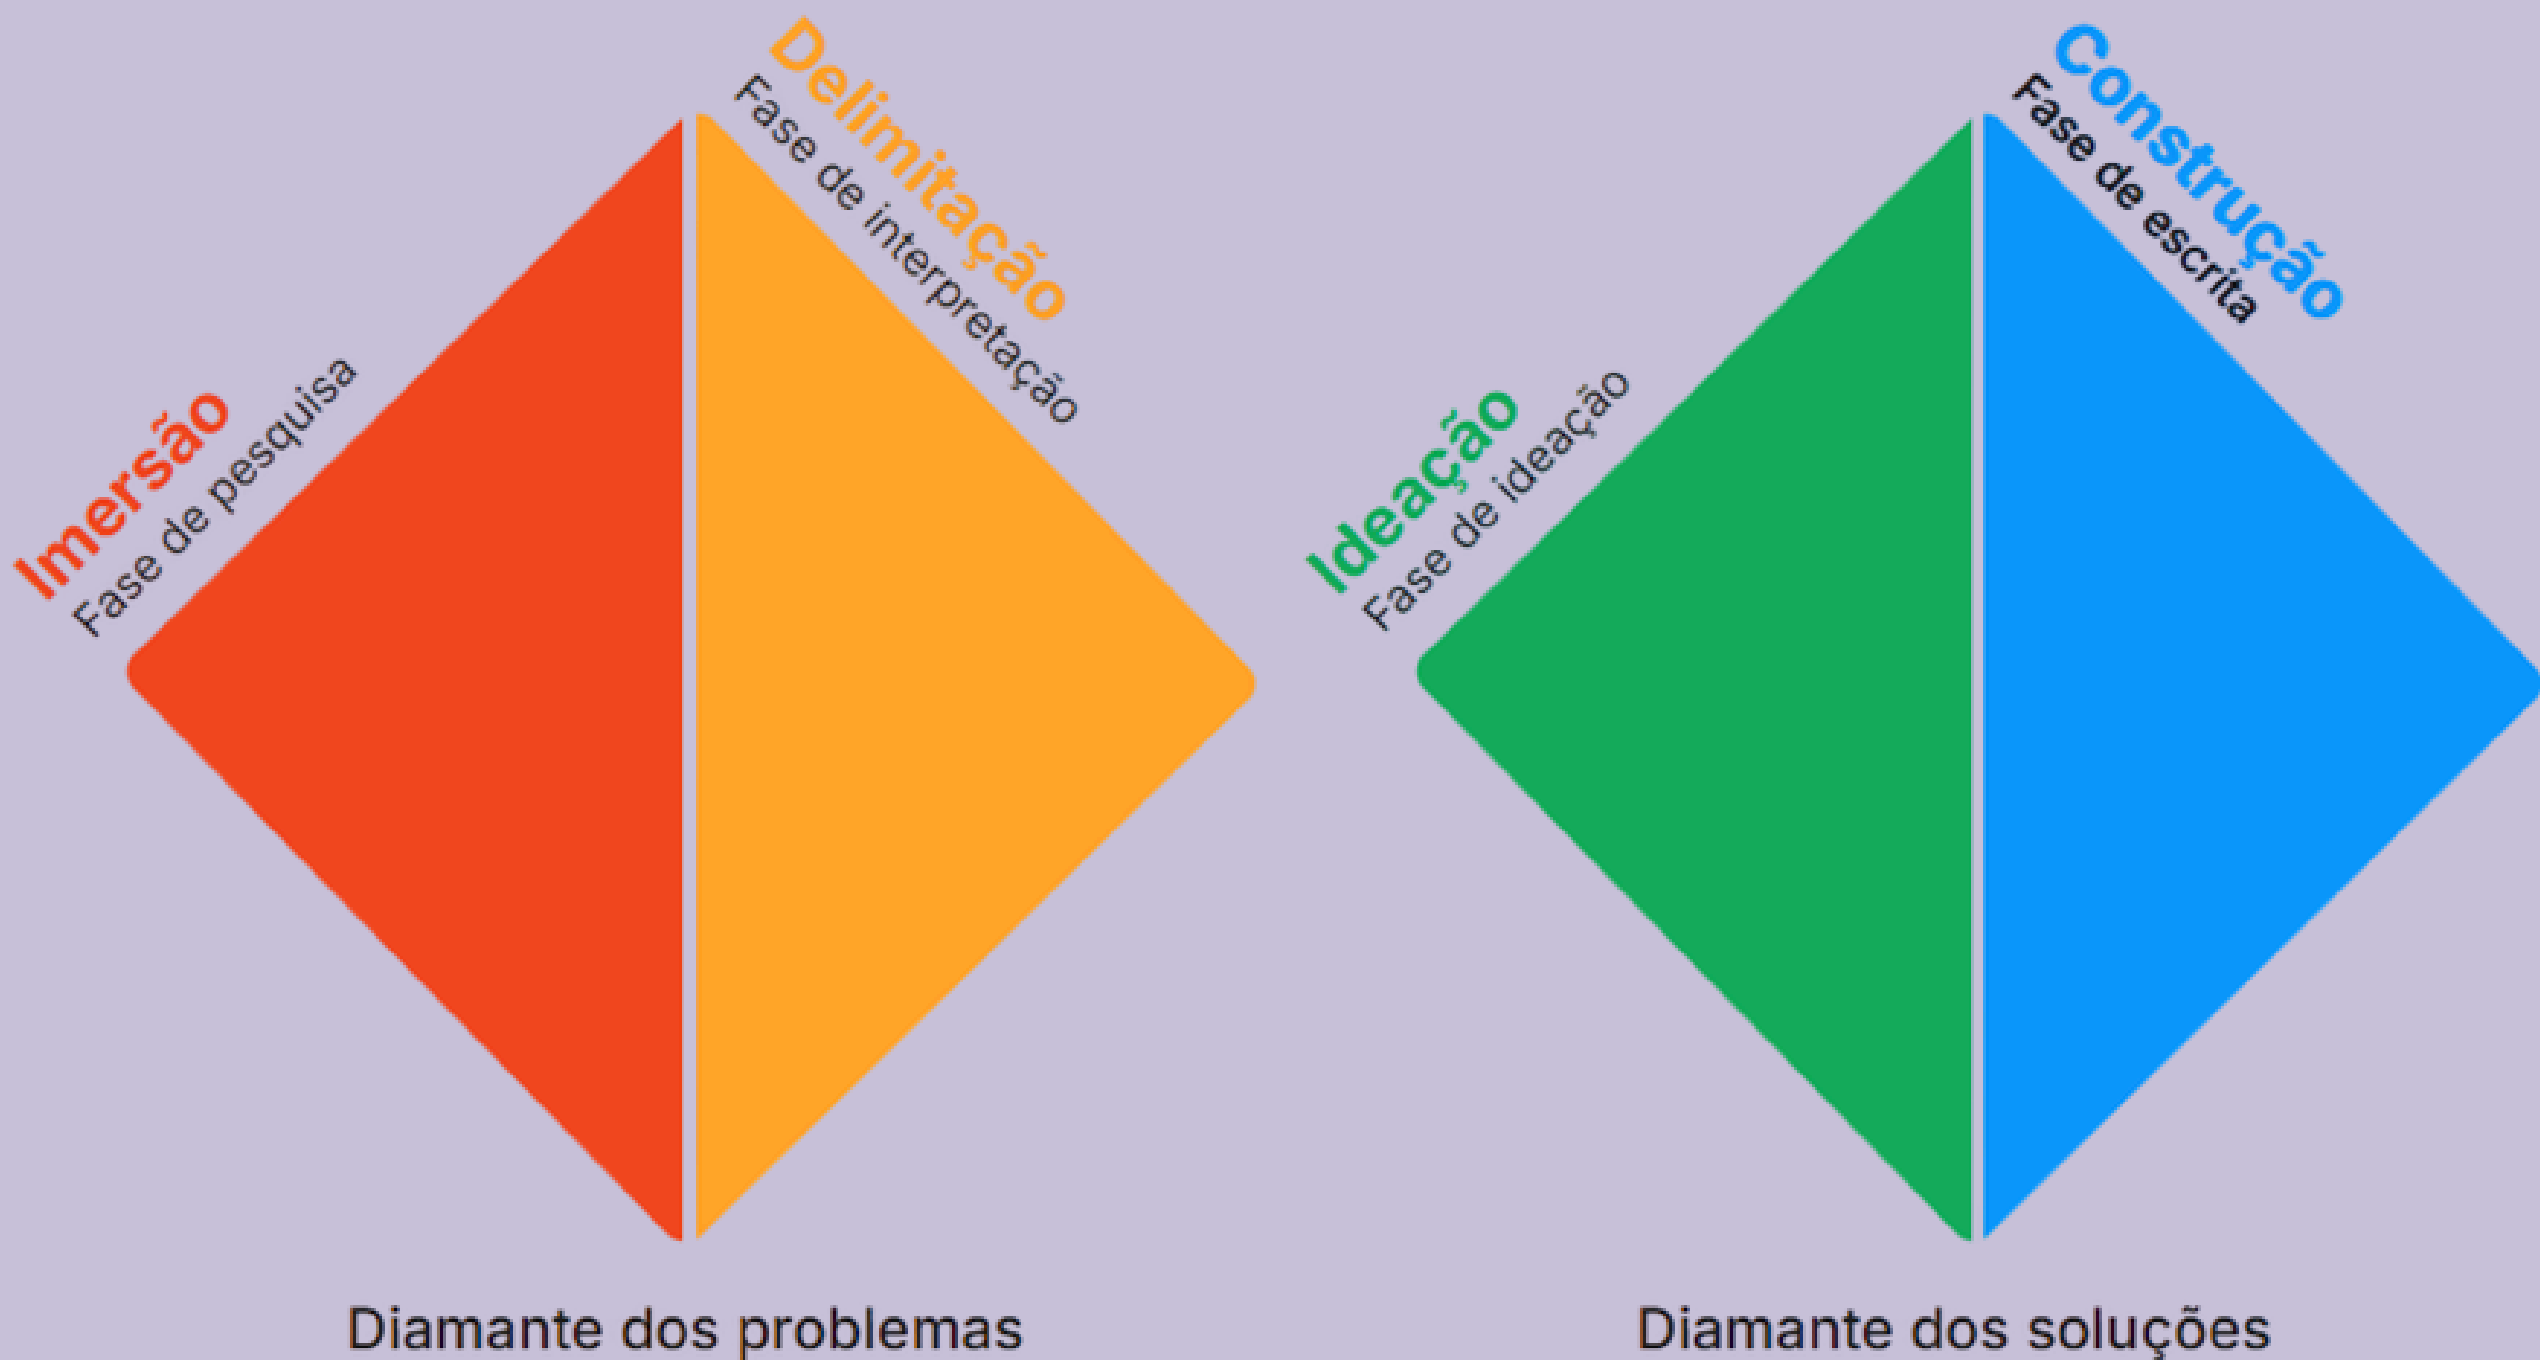 Imersão
Fase de pesquisa
Delimitação
Fase de interpretação
Diamante dos problemas
Ideação
Fase de ideação
Construção
Fase de escrita
Diamante dos soluções